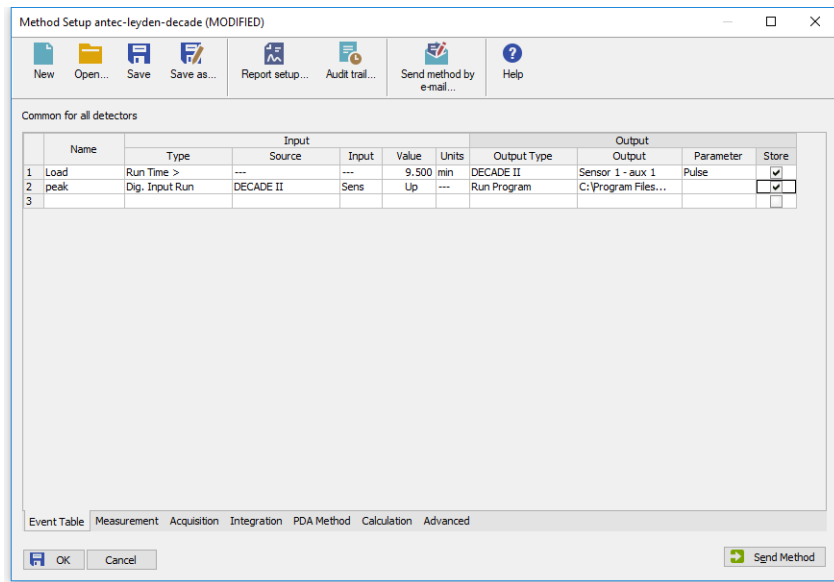 Method Setup antec-leyden-decade (MODIFIED)
New Open... Save Save as... Report setup... Audit trail... Send method by e-mail... Help
Common for all detectors
Name Input Output
Type Source Input Value Units Output Type Output Parameter Store
1 Load Run Time > --- --- 9.500 min DECADE II Sensor 1 - aux 1 Pulse
2 peak Dig. Input Run DECADE II Sens Up --- Run Program C:\Program Files...
3
Event Table Measurement Acquisition Integration PDA Method Calculation Advanced
OK Cancel Send Method